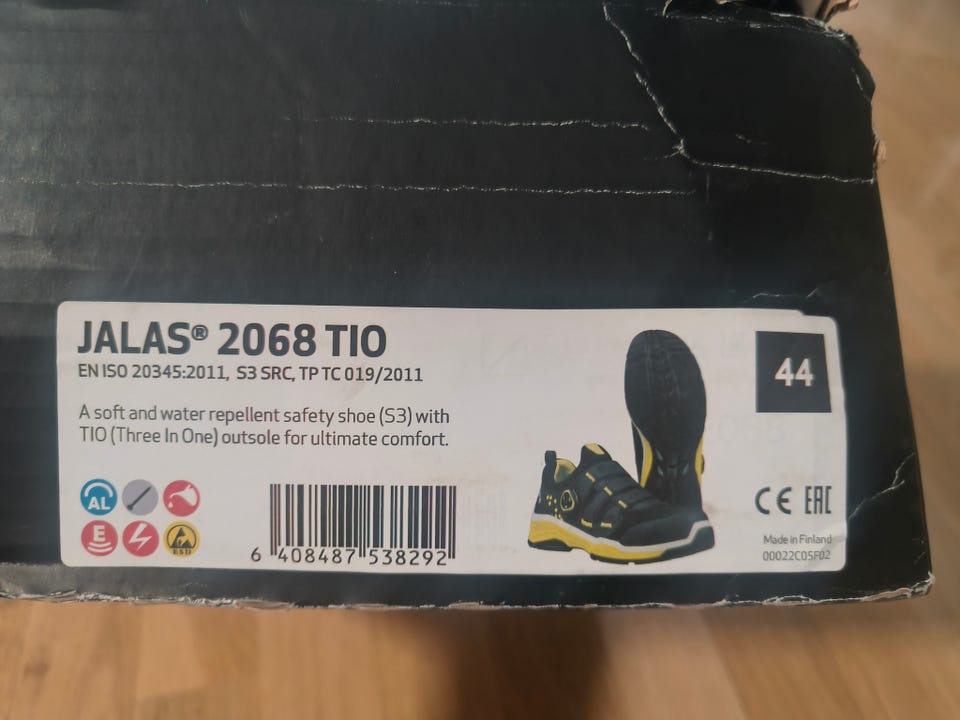 JALAS® 2068 TIO
EN ISO 20345:2011, S3 SRC, TP TC 019/2011
A soft and water repellent safety shoe (S3) with
TIO (Three In One) outsole for ultimate comfort.
44
AL
E
ESD
6 408487 538292
CE EAC
Made in Finland
00022C05F02